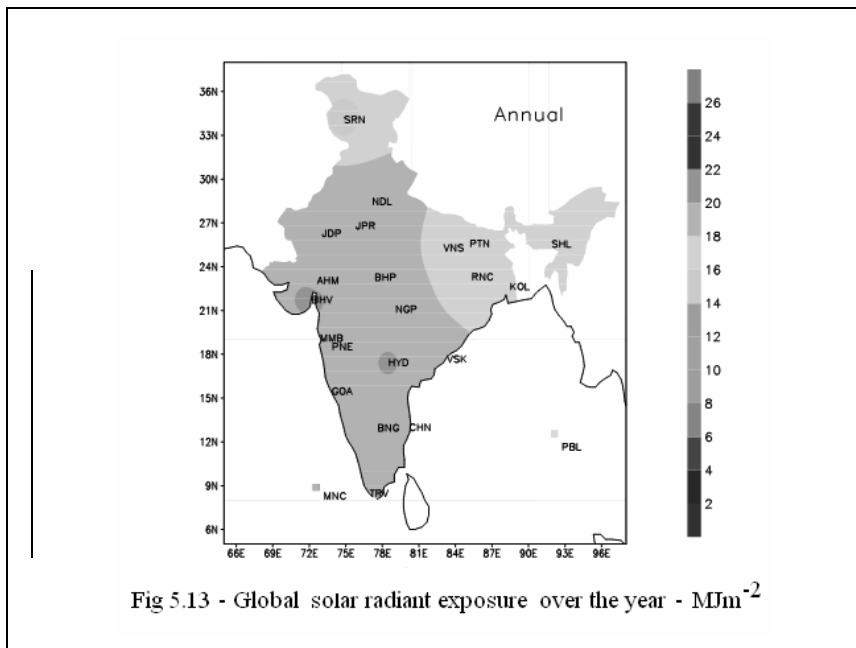 Annual
36N
33N
30N
27N
24N
21N
18N
15N
12N
9N
6N
66E 69E 72E 75E 78E 81E 84E 87E 90E 93E 96E
SRN
NDL
JPR
JDP
VNS
PTN
SHL
AHM
BHP
RNC
KOL
BHV
NGP
MMB
PNE
HYD
VSK
GOA
BNG
CHN
PBL
MNC
TRV
26
24
22
20
18
16
14
12
10
8
6
4
2
Fig 5.13 - Global solar radiant exposure over the year - MJm⁻²